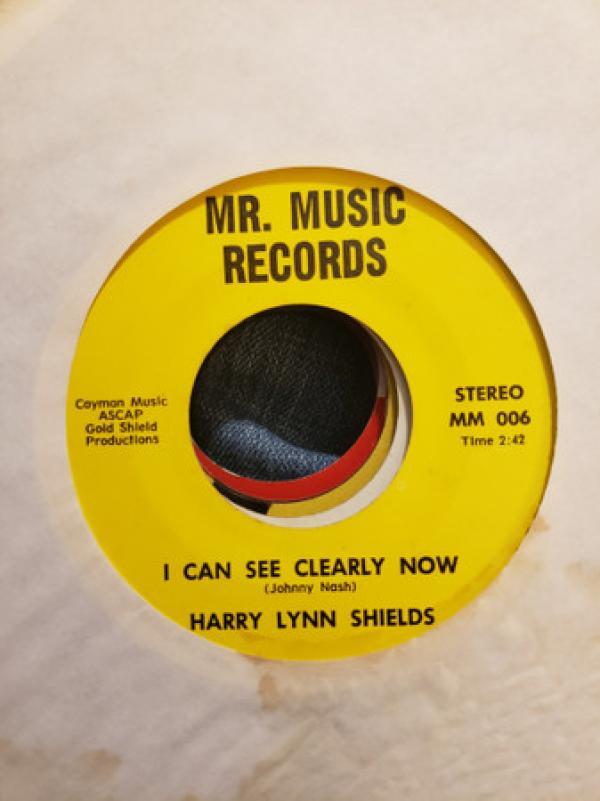 MR. MUSIC
RECORDS
Cayman Music
ASCAP
Gold Shield
Productions
STEREO
MM 006
Time 2:42
I CAN SEE CLEARLY NOW
(Johnny Nash)
HARRY LYNN SHIELDS